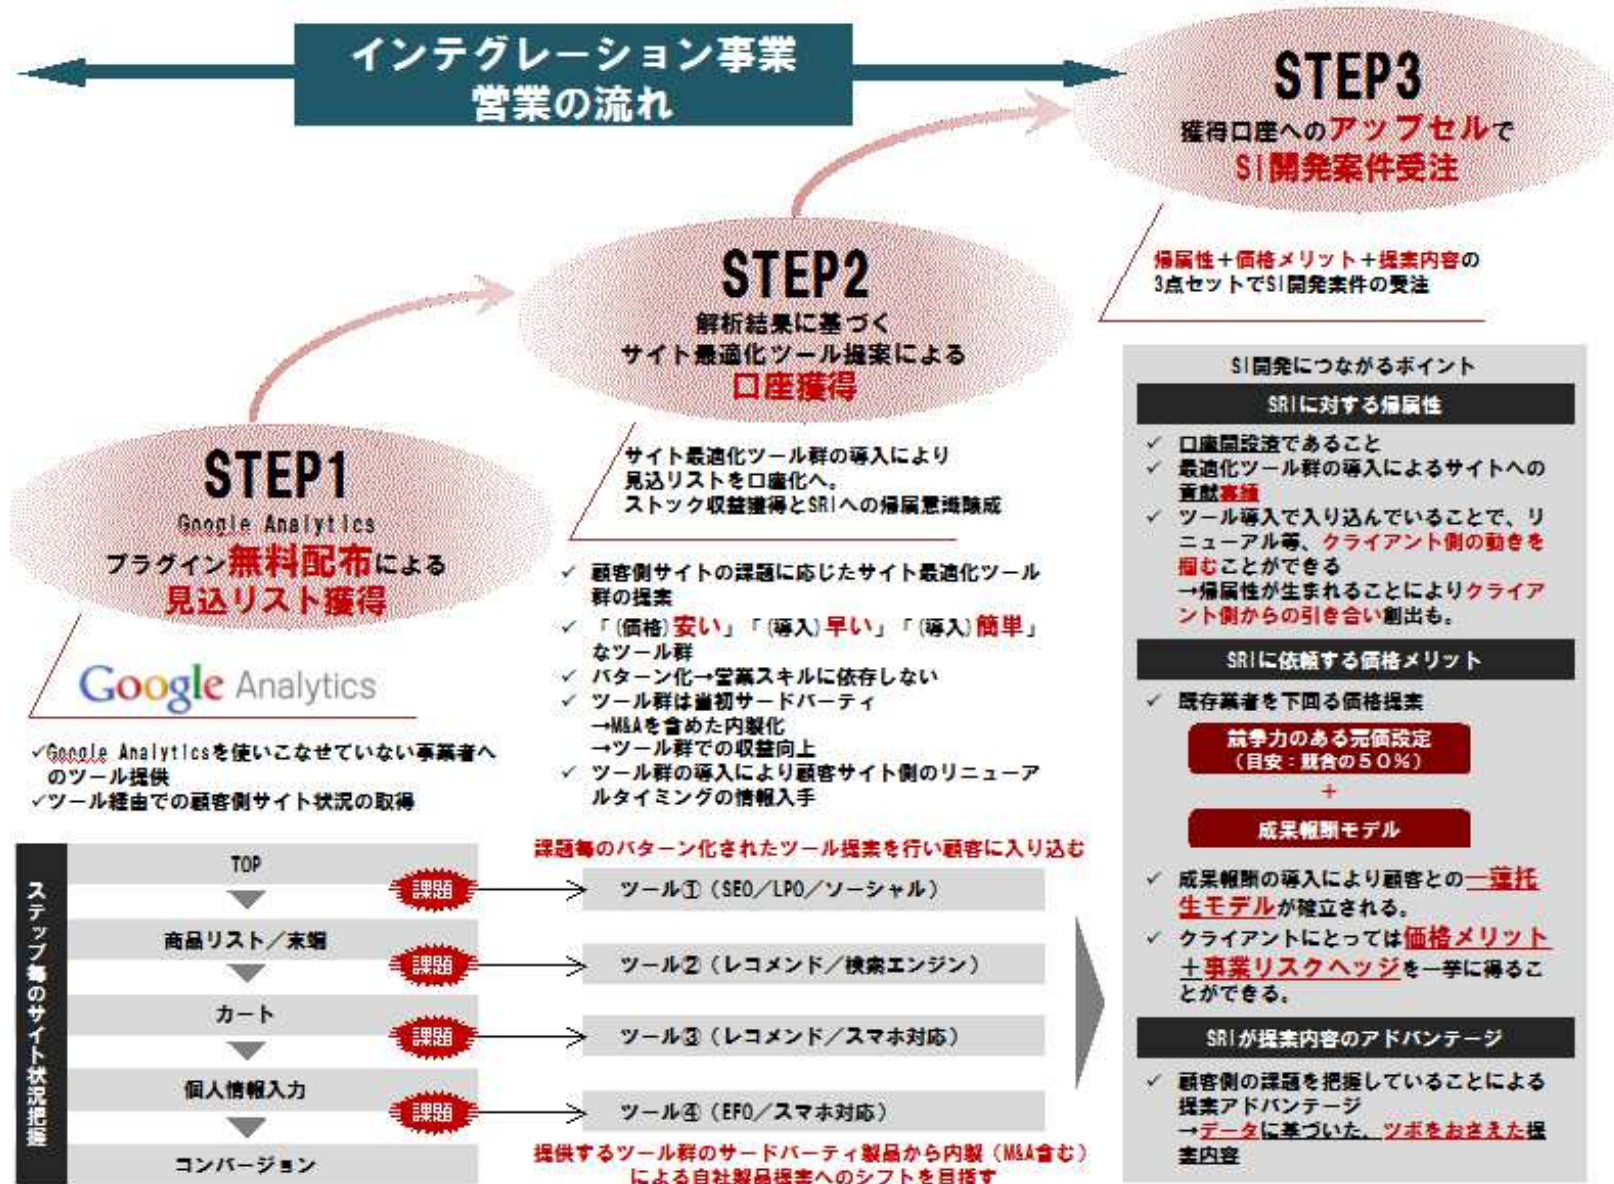 インテグレーション事業
営業の流れ
STEP3
獲得口座へのアップセルで
SI開発案件受注
帰属性+価格メリット+提案内容の
3点セットでSI開発案件の受注
STEP2
解析結果に基づく
サイト最適化ツール提案による
口座獲得
サイト最適化ツール群の導入により
見込リストを口座化へ。
ストック収益獲得とSRIへの帰属意識醸成
STEP1
Google Analytics
プラグイン無料配布による
見込リスト獲得
Google Analytics
✓Google Analyticsを使いこなせていない事業者へ
のツール提供
✓ツール経由での顧客側サイト状況の取得
✓ 顧客側サイトの課題に応じたサイト最適化ツール
群の提案
✓ 「(価格)安い」「(導入)早い」「(導入)簡単」
なツール群
✓ パターン化→営業スキルに依存しない
✓ ツール群は当初サードパーティ
→M&Aを含めた内製化
→ツール群での収益向上
✓ ツール群の導入により顧客サイト側のリニューア
ルタイミングの情報入手
SI開発につながるポイント
SRIに対する帰属性
✓ 口座開設済であること
✓ 最適化ツール群の導入によるサイトへの
貢献実績
✓ ツール導入で入り込んでいることで、リ
ニューアル等、クライアント側の動きを
掴むことができる
→帰属性が生まれることによりクライア
ント側からの引き合い創出も。
SRIに依頼する価格メリット
✓ 既存業者を下回る価格提案
競争力のある売価設定
(目安:競合の50%)
+
成果報酬モデル
✓ 成果報酬の導入により顧客との一蓮托
生モデルが確立される。
✓ クライアントにとっては価格メリット
+事業リスクヘッジを一挙に得るこ
とができる。
SRIが提案内容のアドバンテージ
✓ 顧客側の課題を把握していることによる
提案アドバンテージ
→データに基づいた、ツボをおさえた提
案内容
ステップ毎のサイト状況把握
TOP
商品リスト/末端
カート
個人情報入力
コンバージョン
課題
課題
課題
課題
課題毎のパターン化されたツール提案を行い顧客に入り込む
ツール①(SEO/LPO/ソーシャル)
ツール②(レコメンド/検索エンジン)
ツール③(レコメンド/スマホ対応)
ツール④(EFO/スマホ対応)
提供するツール群のサードパーティ製品から内製(M&A含む)
による自社製品提案へのシフトを目指す